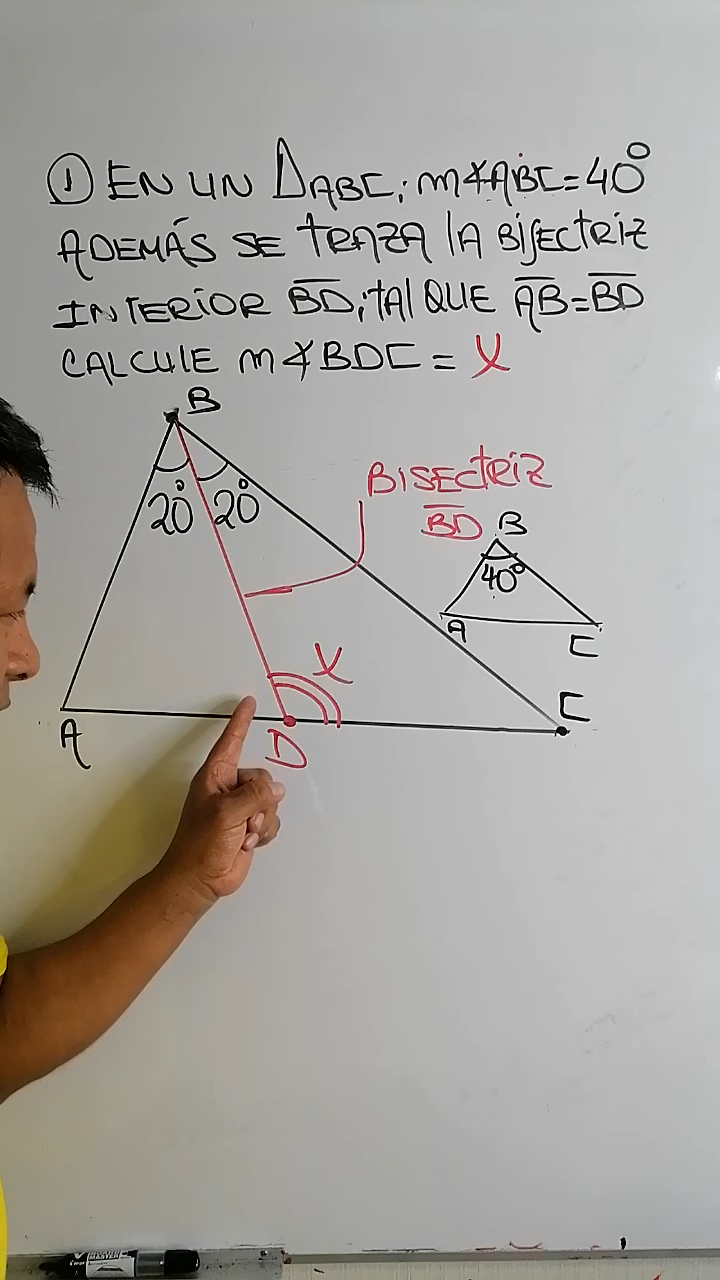 ① EN UN ΔABC; m∢ABC=40°
ADEMÁS SE TRAZA LA BISECTRIZ
INTERIOR BD; TAL QUE AB=BD
CALCULE m∢BDC = X
B
20° 20°
BISECTRIZ
BD
B
40°
A
C
X
A
D
C
MASTER